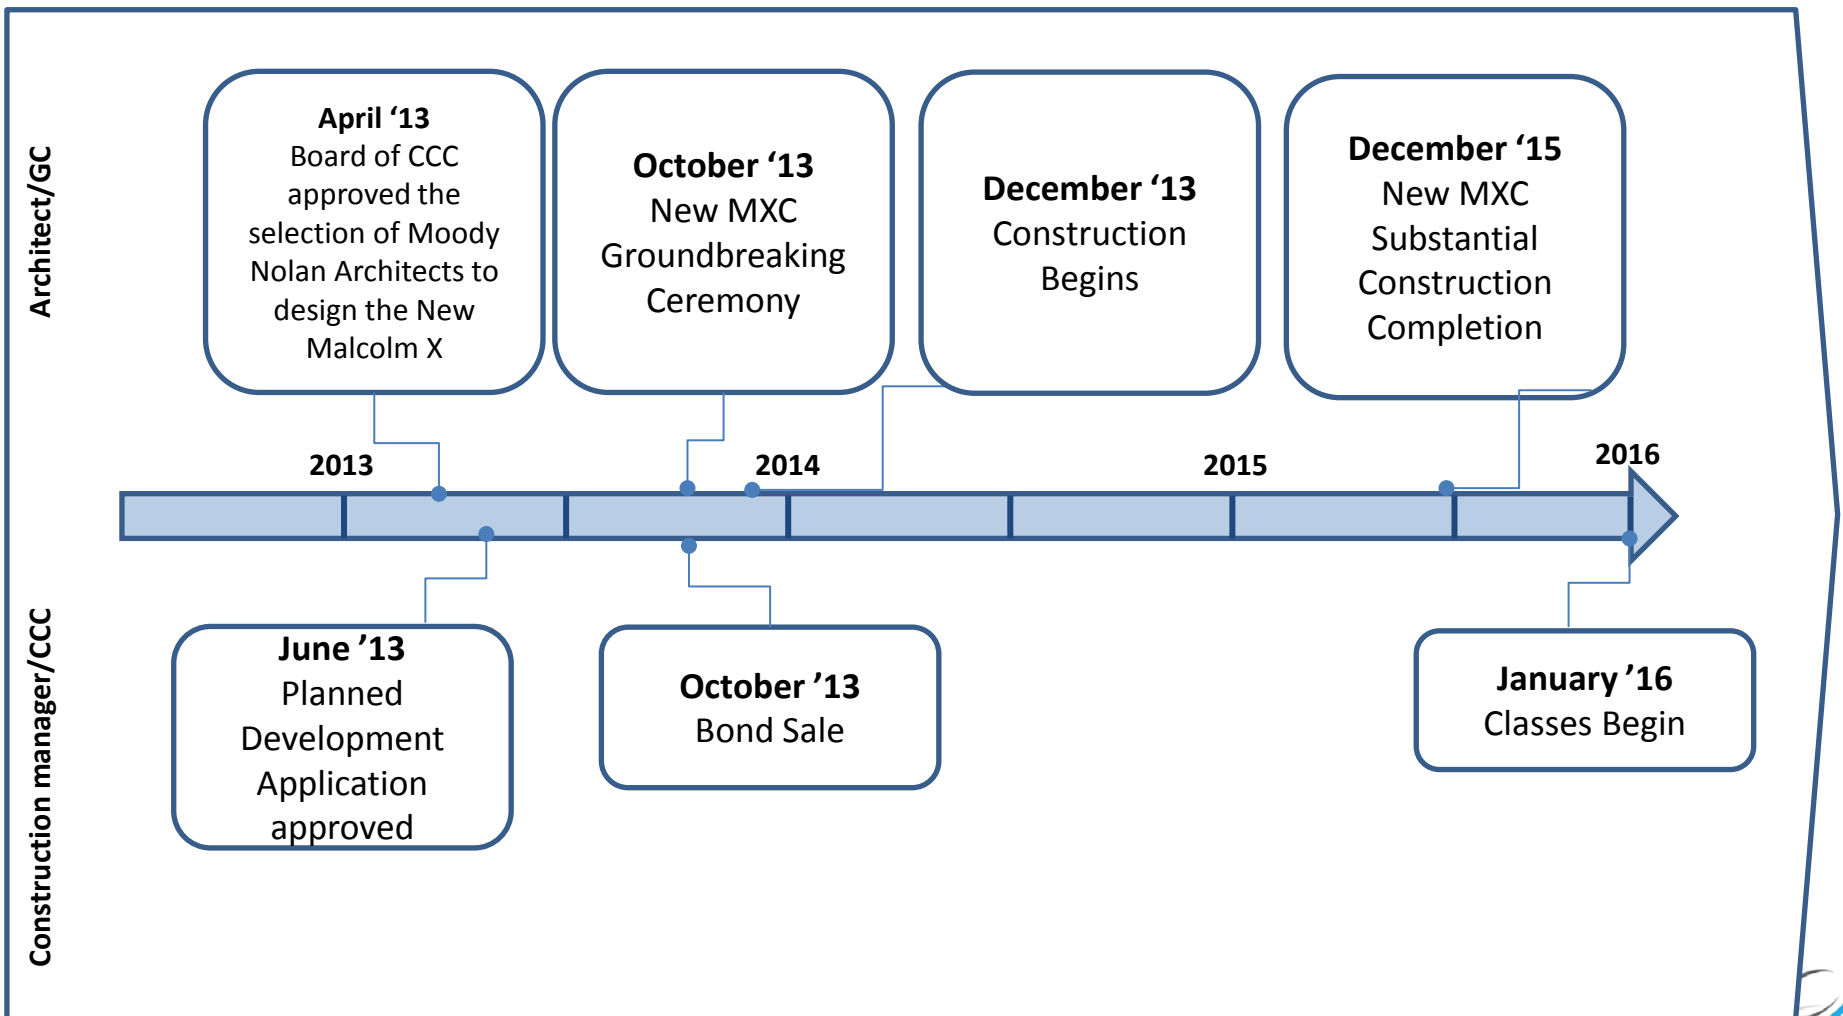 Architect/GC
April ‘13
Board of CCC
approved the
selection of Moody
Nolan Architects to
design the New
Malcolm X
October ‘13
New MXC
Groundbreaking
Ceremony
December ‘13
Construction
Begins
December ‘15
New MXC
Substantial
Construction
Completion
2013
2014
2015
2016
Construction manager/CCC
June ’13
Planned
Development
Application
approved
October ’13
Bond Sale
January ’16
Classes Begin